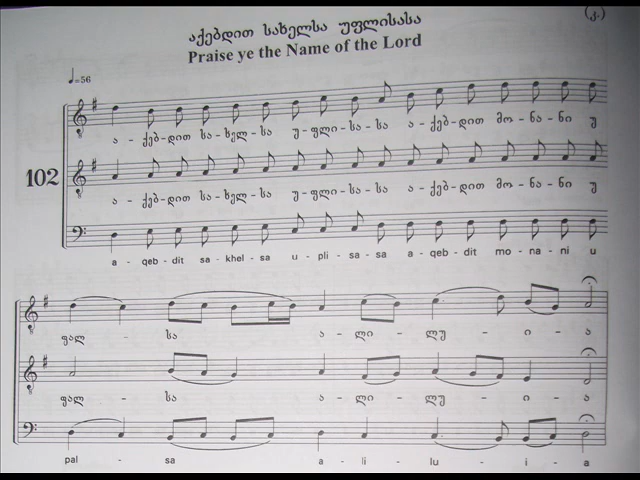 (კ.)
აქებდით სახელსა უფლისასა
Praise ye the Name of the Lord
♩=56
ა - ქებ-დით სა-ხელ-სა უ-ფლის-სა-სა ა-ქებ-დით მო-ნა-ნი უ
102
ა - ქებ-დით სა-ხელ-სა უ-ფლი-სა-სა ა-ქებ-დით მო-ნა-ნი უ
a - qeb-dit sa-khel-sa u-pli-sa-sa a-qeb-dit mo-na-ni u
ფალ - სა ა - ლი - ლუ - ი - ა
ფალ - სა ა - ლი - ლუ - ი - ა
pal - sa a - li - lu - i - a